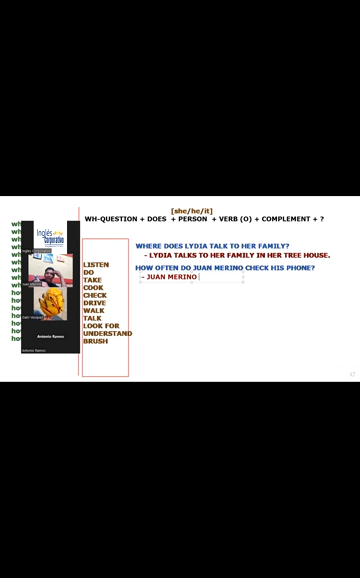 [she/he/it]
WH-QUESTION + DOES + PERSON + VERB (O) + COMPLEMENT + ?
Inglés
Corporativo
WHERE DOES LYDIA TALK TO HER FAMILY?
- LYDIA TALKS TO HER FAMILY IN HER TREE HOUSE.
HOW OFTEN DO JUAN MERINO CHECK HIS PHONE?
- JUAN MERINO
LISTEN
DO
TAKE
COOK
CHECK
DRIVE
WALK
TALK
LOOK FOR
UNDERSTAND
BRUSH
Antonio Ramos
Antonio Ramos
47